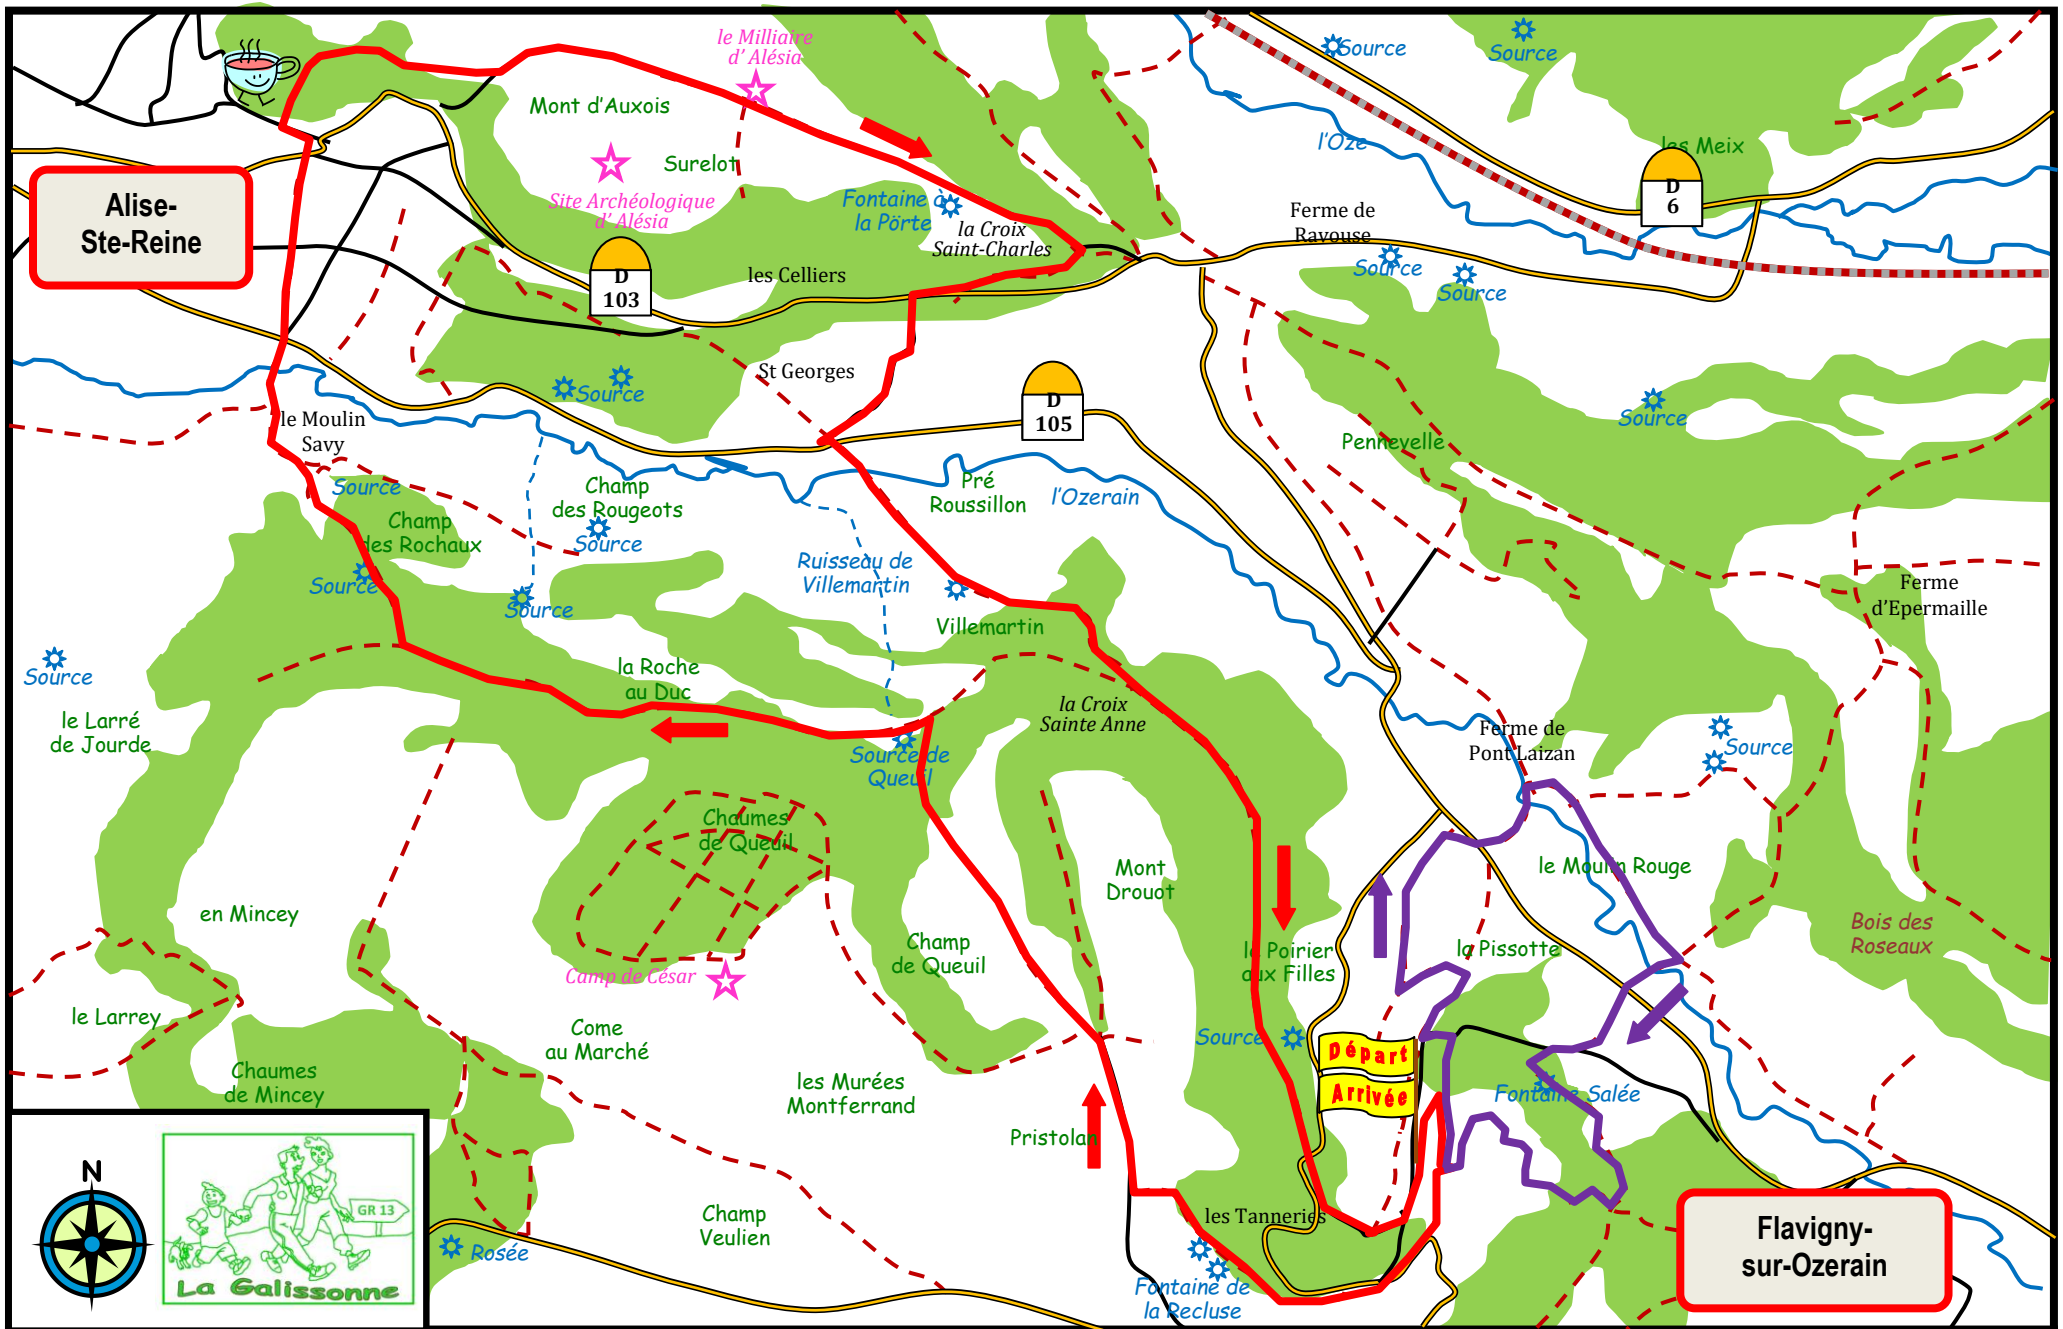 le Milliaire
d' Alésia
Source
Source
Mont d'Auxois
l'Oze
les Meix
Surelot
D
6
Alise-
Ste-Reine
Site Archéologique
d' Alésia
Fontaine à
la Pörte
la Croix
Saint-Charles
Ferme de
Ravouse
Source
Source
les Celliers
D
103
St Georges
Source
D
105
Source
le Moulin
Savy
Pennevelle
Source
Champ
des Rougeots
Pré
Roussillon
l'Ozerain
Champ
des Rochaux
Source
Source
Source
Ruisseau de
Villemartin
Ferme
d'Epermaille
Villemartin
Source
la Roche
au Duc
la Croix
Sainte Anne
le Larré
de Jourde
Ferme de
Pont Laizan
Source
Source de
Queuil
Chaumes
de Queuil
Mont
Drouot
le Moulin Rouge
en Mincey
Champ
de Queuil
le Poirier
aux Filles
la Pissotte
Bois des
Roseaux
Camp de César
le Larrey
Come
au Marché
Source
Départ
Arrivée
Chaumes
de Mincey
les Murées
Montferrand
Fontaine Salée
Pristolan
N
GR 13
La Galissonne
Champ
Veulien
les Tanneries
Rosée
Fontaine de
la Recluse
Flavigny-
sur-Ozerain